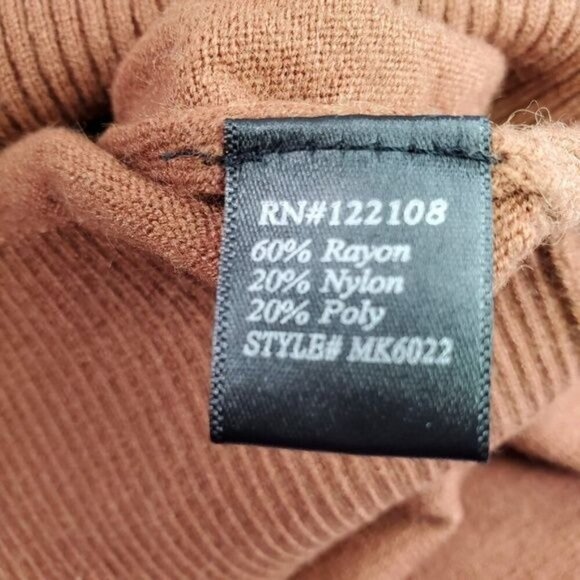 RN#122108
60% Rayon
20% Nylon
20% Poly
STYLE# MK6022